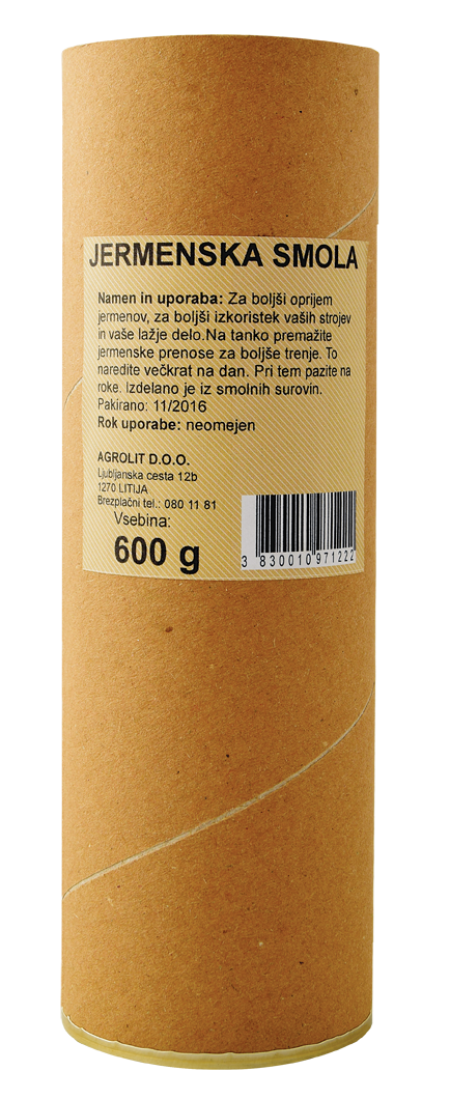 JERMENSKA SMOLA
Namen in uporaba: Za boljši oprijem
jermenov, za boljši izkoristek vaših strojev
in vaše lažje delo.Na tanko premažite
jermenske prenose za boljše trenje. To
naredite večkrat na dan. Pri tem pazite na
roke. Izdelano je iz smolnih surovin.
Pakirano: 11/2016
Rok uporabe: neomejen
AGROLIT D.O.O.
Ljubljanska cesta 12b
1270 LITIJA
Brezplačni tel.: 080 11 81
Vsebina:
600 g
3 830010 971222